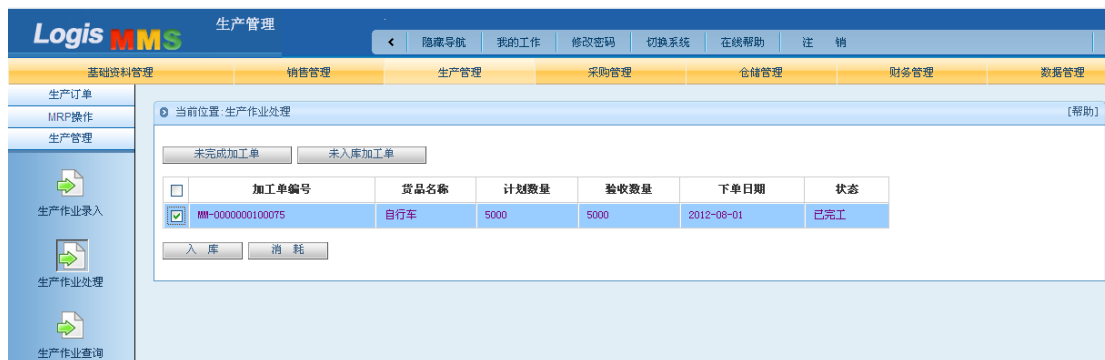 Logis MMS
生产管理
隐藏导航 我的工作 修改密码 切换系统 在线帮助 注 销
基础资料管理 销售管理 生产管理 采购管理 仓储管理 财务管理 数据管理
生产订单
MRP操作
生产管理
生产作业录入
生产作业处理
生产作业查询
当前位置:生产作业处理 [帮助]
未完成加工单 未入库加工单
加工单编号 货品名称 计划数量 验收数量 下单日期 状态
MM-0000000100075 自行车 5000 5000 2012-08-01 已完工
入 库 消 耗